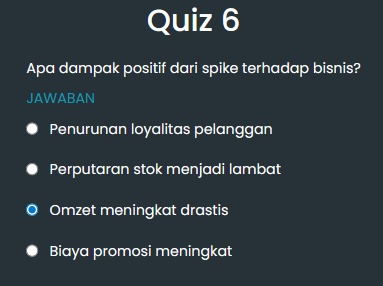 Quiz 6
Apa dampak positif dari spike terhadap bisnis?
JAWABAN
Penurunan loyalitas pelanggan
Perputaran stok menjadi lambat
Omzet meningkat drastis
Biaya promosi meningkat